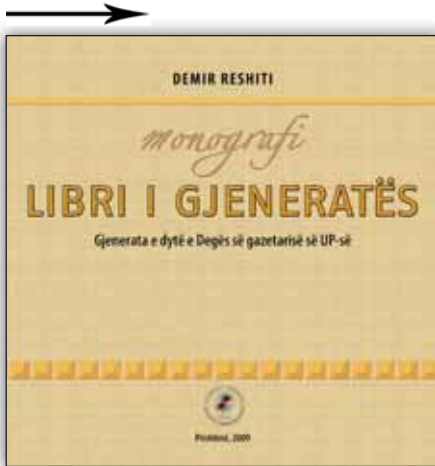 DEMIR RESHITI
monografi
LIBRI I GJENERATËS
Gjenerata e dytë e Degës së gazetarisë së UP-së
Prishtinë, 2009